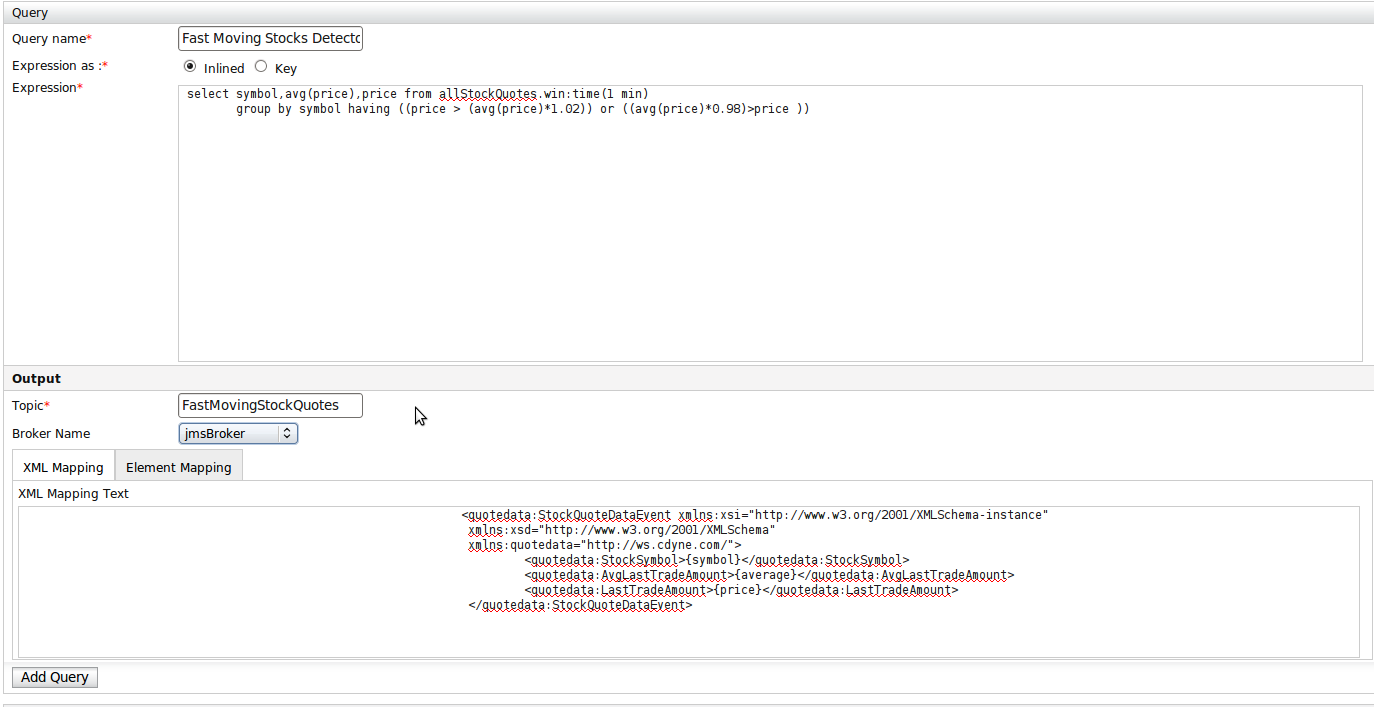 Query
Query name*
Fast Moving Stocks Detecto
Expression as :*
Inlined Key
Expression*
select symbol,avg(price),price from allStockQuotes.win:time(1 min)
group by symbol having ((price > (avg(price)*1.02)) or ((avg(price)*0.98)>price ))
Output
Topic*
FastMovingStockQuotes
Broker Name
jmsBroker
XML Mapping
Element Mapping
XML Mapping Text
<quotedata:StockQuoteDataEvent xmlns:xsi="http://www.w3.org/2001/XMLSchema-instance"
xmlns:xsd="http://www.w3.org/2001/XMLSchema"
xmlns:quotedata="http://ws.cdyne.com/">
<quotedata:StockSymbol>{symbol}</quotedata:StockSymbol>
<quotedata:AvgLastTradeAmount>{average}</quotedata:AvgLastTradeAmount>
<quotedata:LastTradeAmount>{price}</quotedata:LastTradeAmount>
</quotedata:StockQuoteDataEvent>
Add Query